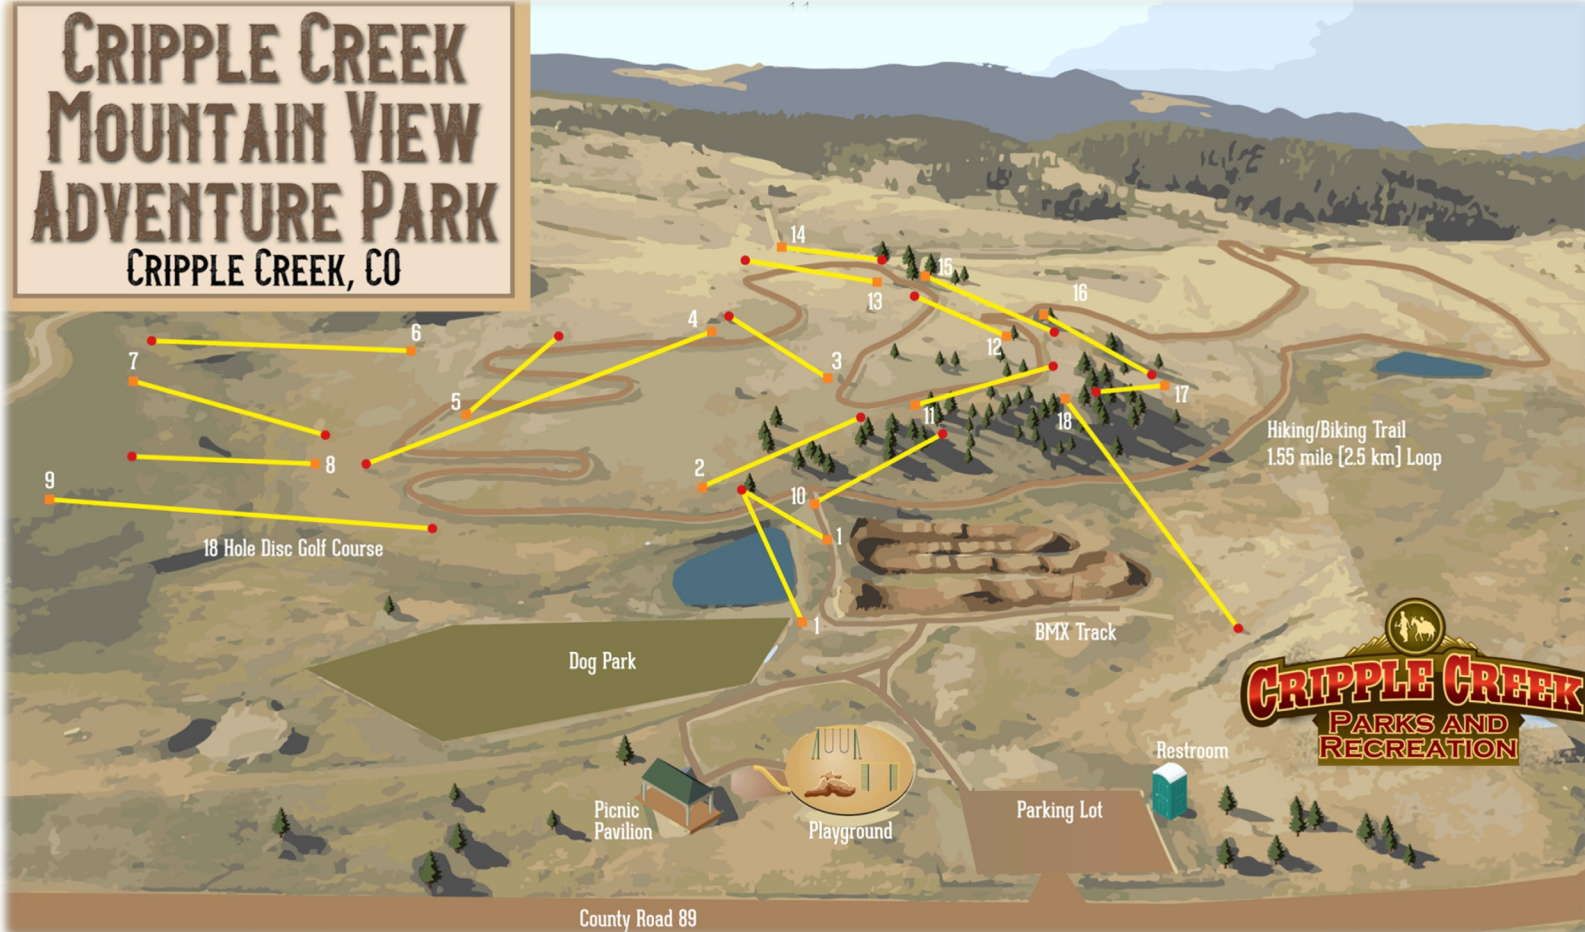 CRIPPLE CREEK
MOUNTAIN VIEW
ADVENTURE PARK
CRIPPLE CREEK, CO
14
15
13
16
4
6
12
3
7
17
5
11
18
Hiking/Biking Trail
1.55 mile [2.5 km] Loop
8
2
9
10
1
18 Hole Disc Golf Course
1
BMX Track
Dog Park
CRIPPLE CREEK
PARKS AND
RECREATION
Restroom
Picnic
Pavilion
Playground
Parking Lot
County Road 89